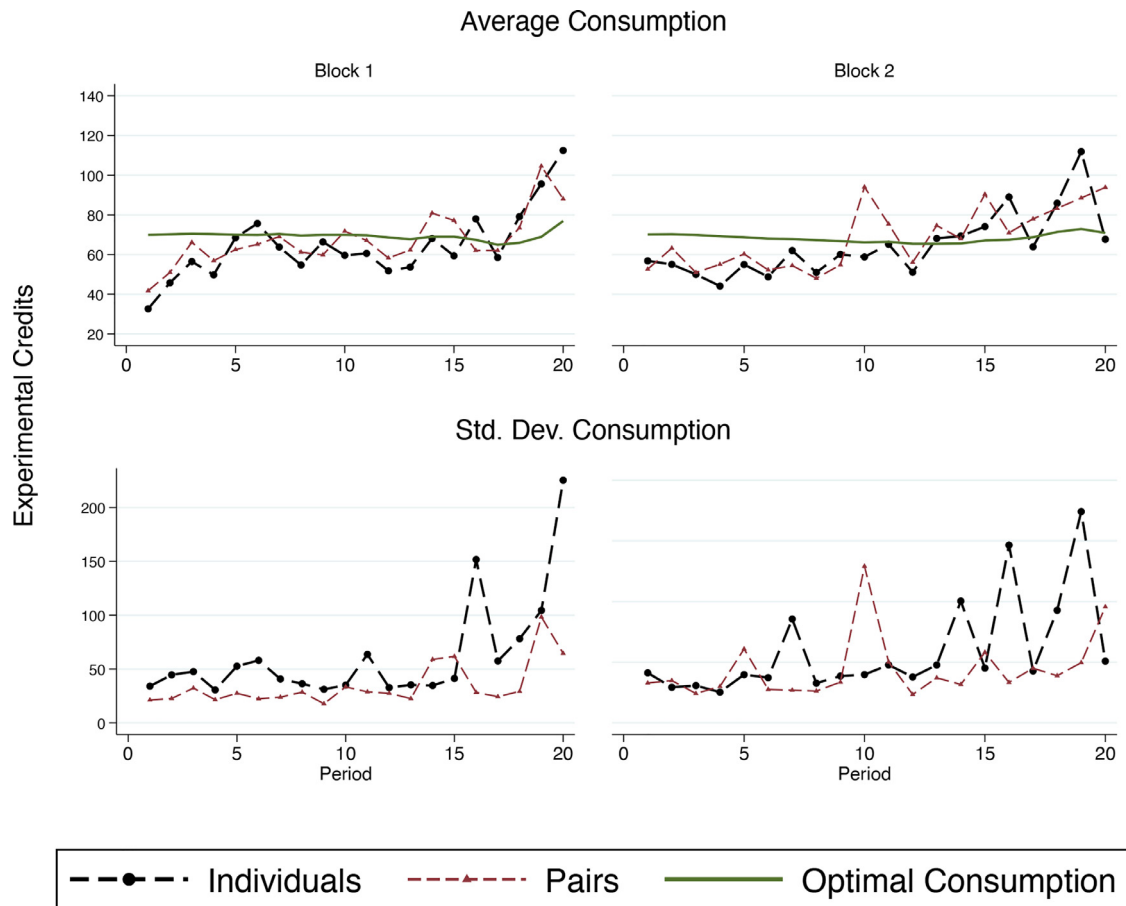 Average Consumption
Block 1
Block 2
Experimental Credits
140
120
100
80
60
40
20
0 5 10 15 20
0 5 10 15 20
Std. Dev. Consumption
200
150
100
50
0
0 5 10 15 20
0 5 10 15 20
Period
Period
Individuals Pairs Optimal Consumption